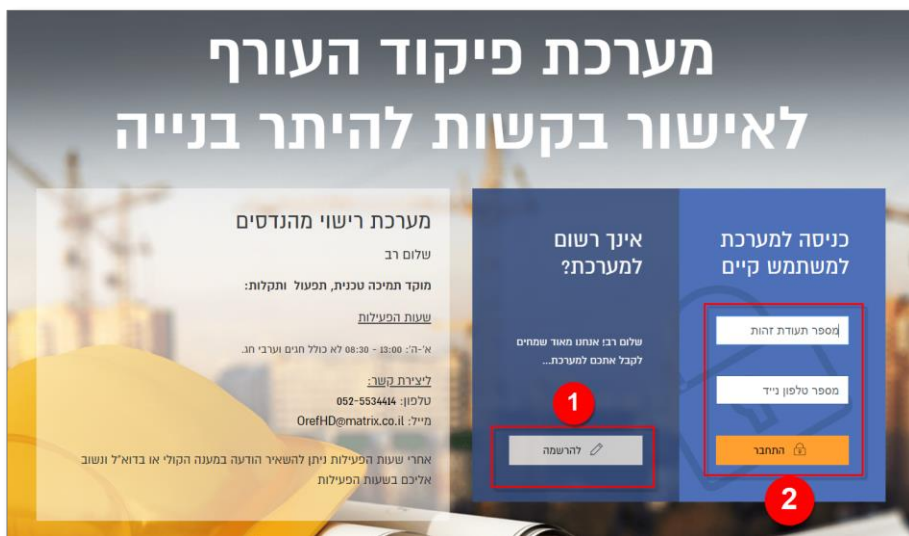 מערכת פיקוד העורף
לאישור בקשות להיתר בנייה
כניסה למערכת
למשתמש קיים
מספר תעודת זהות
מספר טלפון נייד
התחבר
2
אינך רשום
למערכת?
שלום רב! אנחנו מאוד שמחים
לקבל אתכם למערכת...
1
להרשמה
מערכת רישוי מהנדסים
שלום רב
מוקד תמיכה טכנית, תפעול ותקלות:
שעות הפעילות
א'-ה': 13:00 - 08:30 לא כולל חגים וערבי חג.
ליצירת קשר:
טלפון: 052-5534414
מייל: OrefHD@matrix.co.il
אחרי שעות הפעילות ניתן להשאיר הודעה במענה הקולי או בדוא"ל ונשוב
אליכם בשעות הפעילות